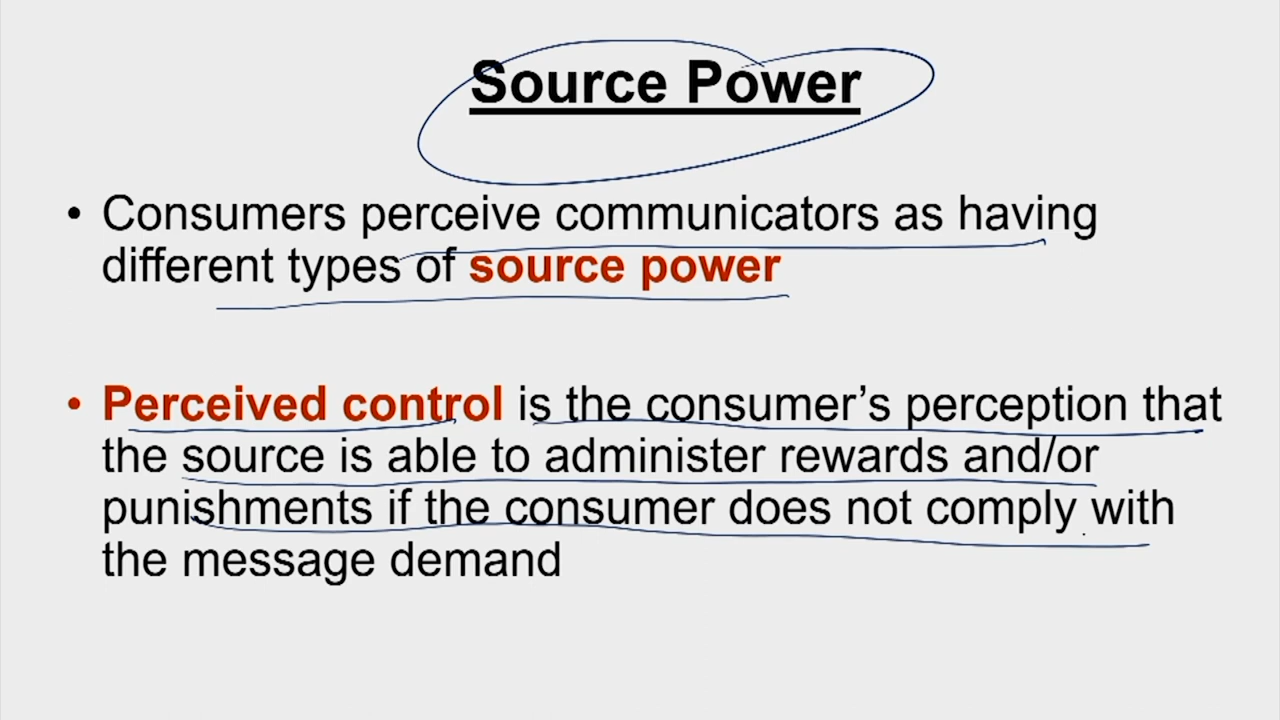 Source Power
• Consumers perceive communicators as having
different types of source power
• Perceived control is the consumer’s perception that
the source is able to administer rewards and/or
punishments if the consumer does not comply with
the message demand